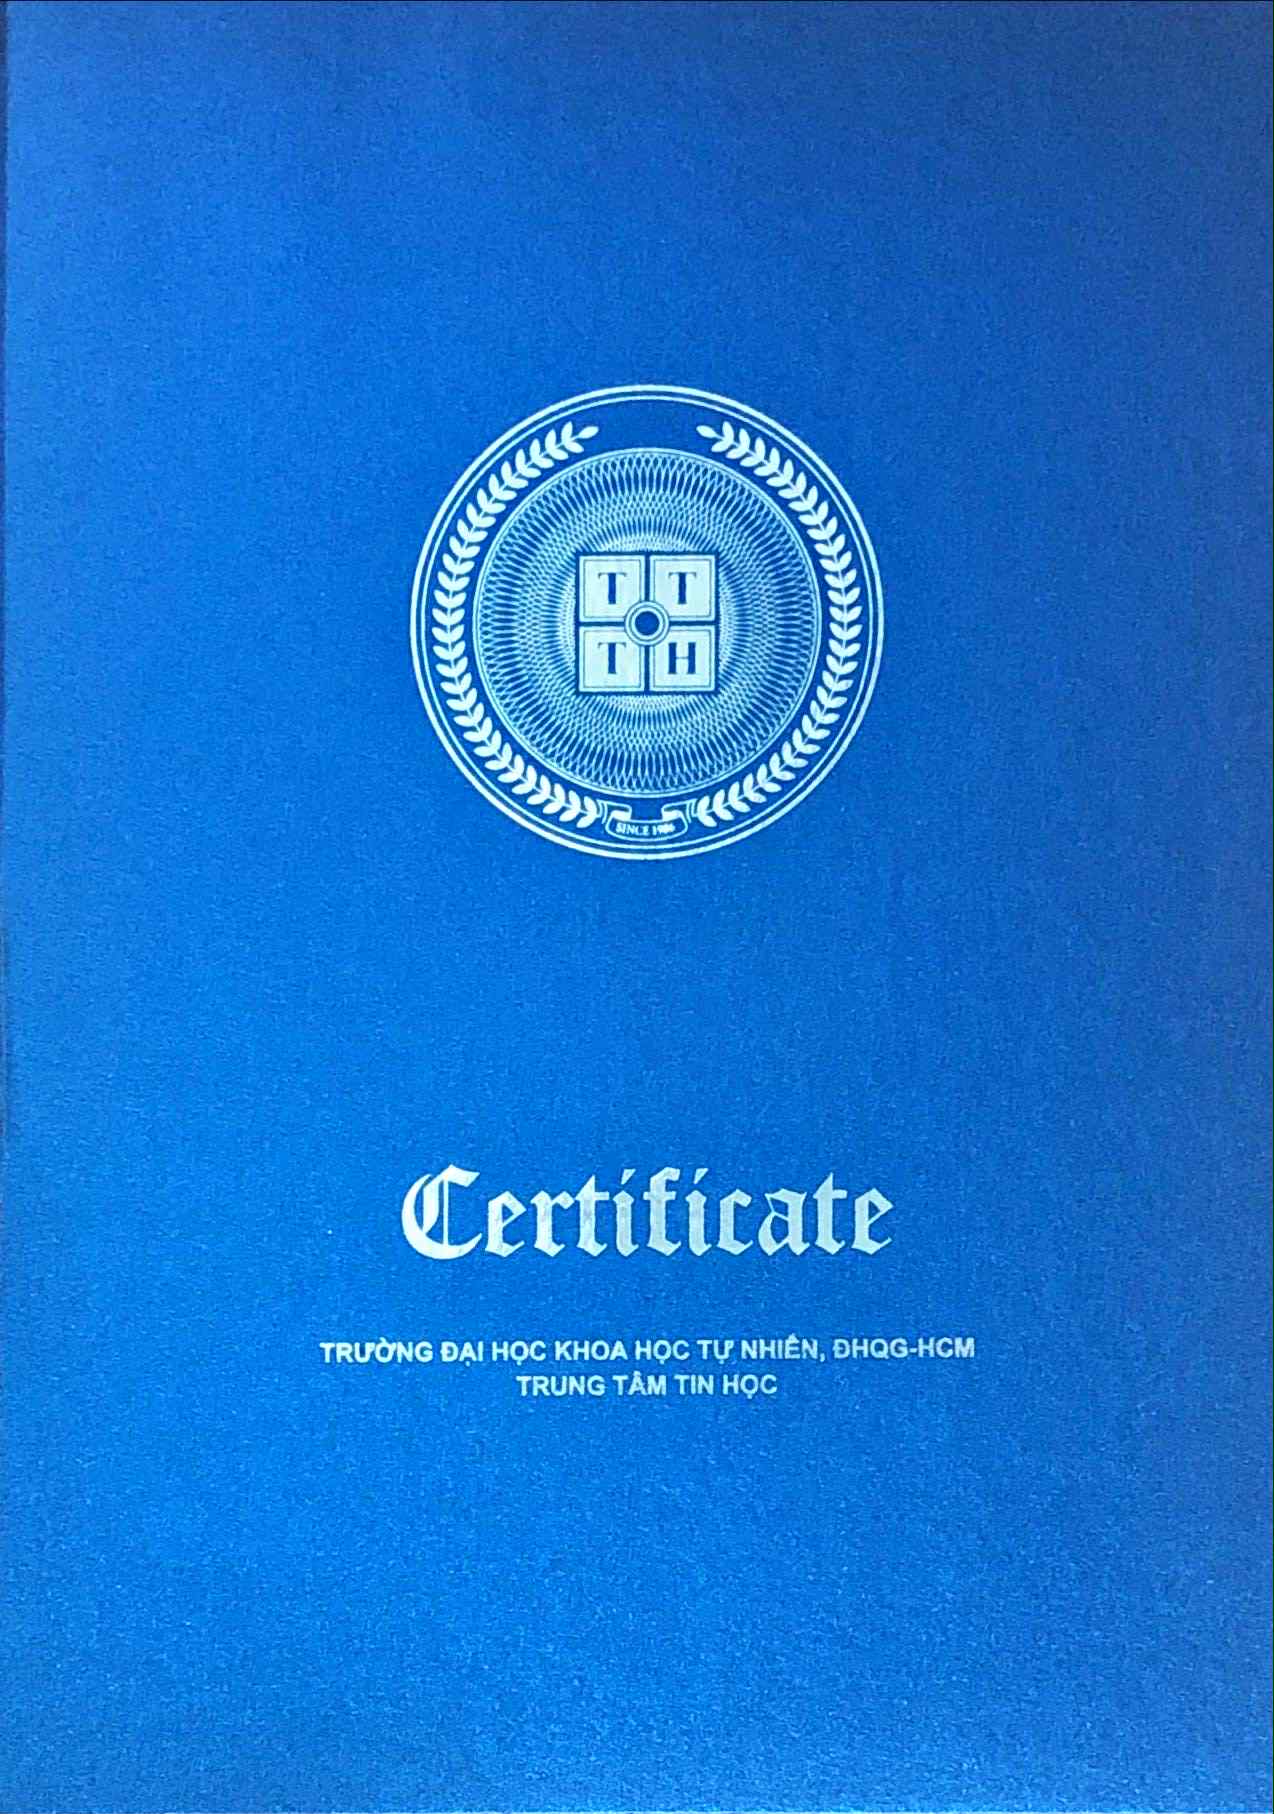 T T
T H
SINCE 1986
Certificate
TRƯỜNG ĐẠI HỌC KHOA HỌC TỰ NHIÊN, ĐHQG-HCM
TRUNG TÂM TIN HỌC